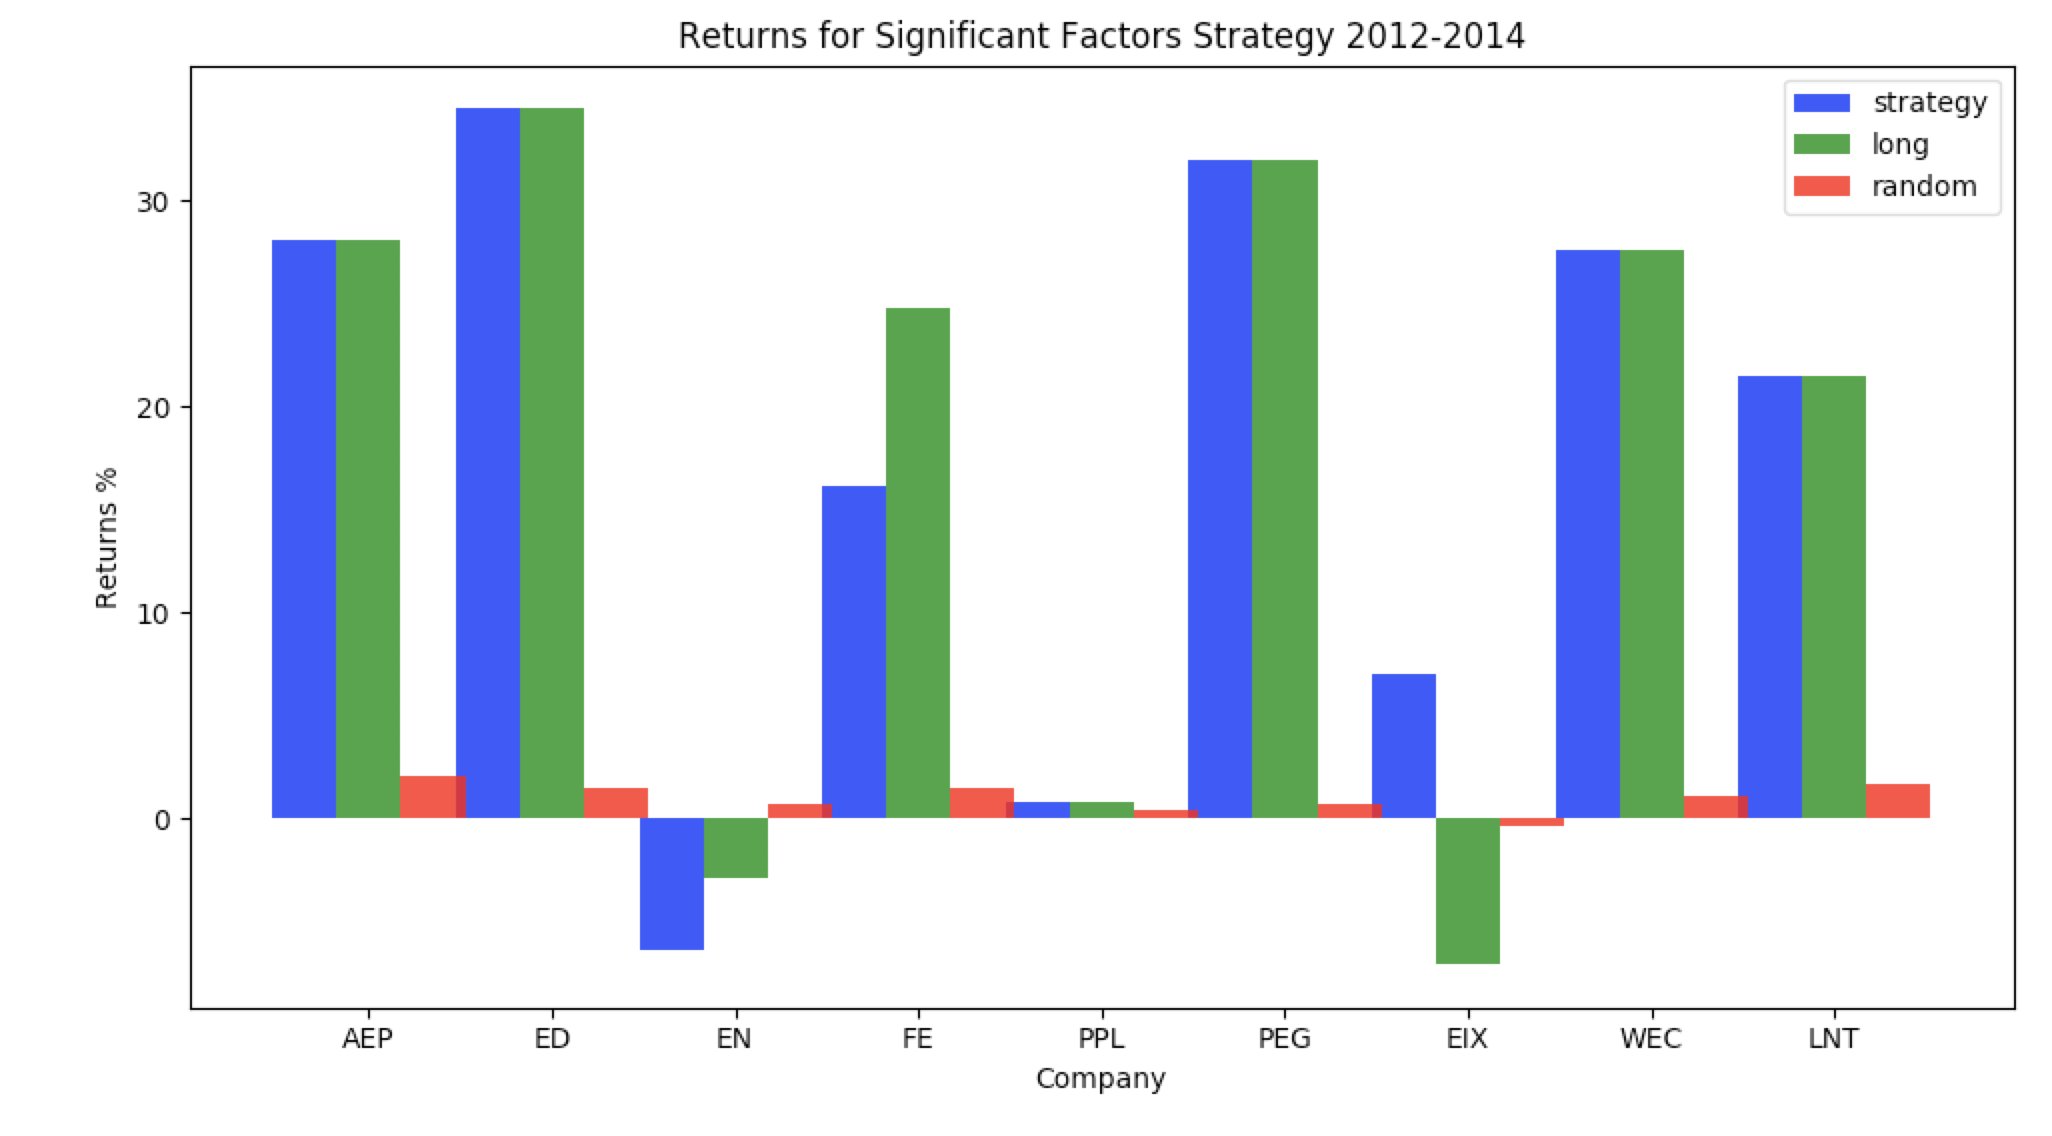 Returns for Significant Factors Strategy 2012-2014
strategy
long
random
30
20
10
0
Returns %
AEP ED EN FE PPL PEG EIX WEC LNT
Company